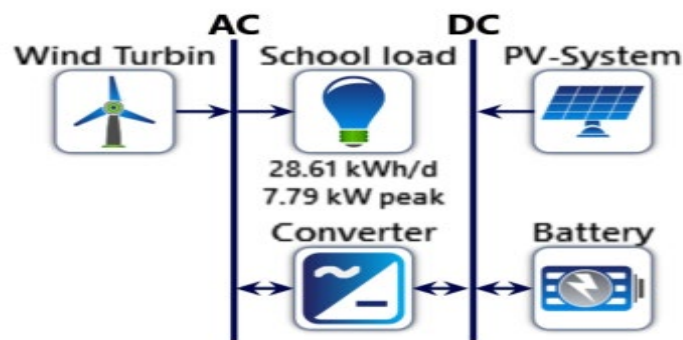 AC DC
Wind Turbin School load PV-System
28.61 kWh/d
7.79 kW peak
Converter Battery